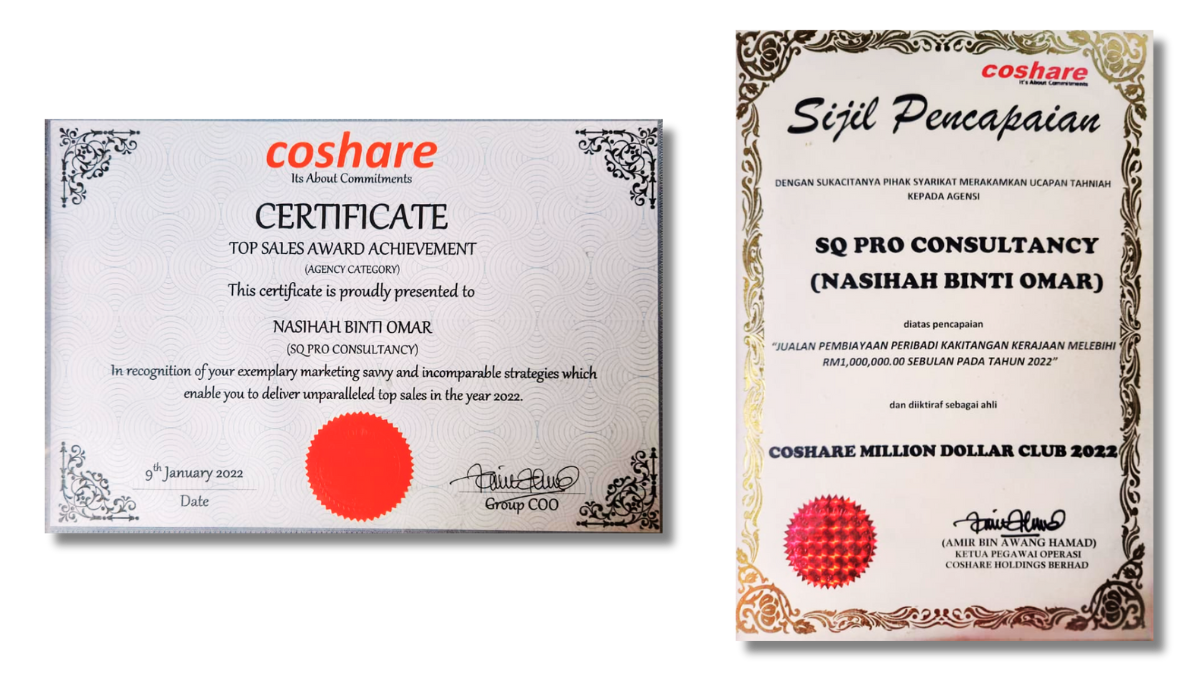 coshare
Its About Commitments
CERTIFICATE
TOP SALES AWARD ACHIEVEMENT
(AGENCY CATEGORY)
This certificate is proudly presented to
NASIHAH BINTI OMAR
(SQ PRO CONSULTANCY)
In recognition of your exemplary marketing savvy and incomparable strategies which
enable you to deliver unparalleled top sales in the year 2022.
9th January 2022
Date
Group COO
coshare
It's About Commitments
Sijil Pencapaian
DENGAN SUKACITANYA PIHAK SYARIKAT MERAKAMKAN UCAPAN TAHNIAH
KEPADA AGENSI
SQ PRO CONSULTANCY
(NASIHAH BINTI OMAR)
diatas pencapaian
"JUALAN PEMBIAYAAN PERIBADI KAKITANGAN KERAJAAN MELEBIHI
RM1,000,000.00 SEBULAN PADA TAHUN 2022"
dan diiktiraf sebagai ahli
COSHARE MILLION DOLLAR CLUB 2022
(AMIR BIN AWANG HAMAD)
KETUA PEGAWAI OPERASI
COSHARE HOLDINGS BERHAD